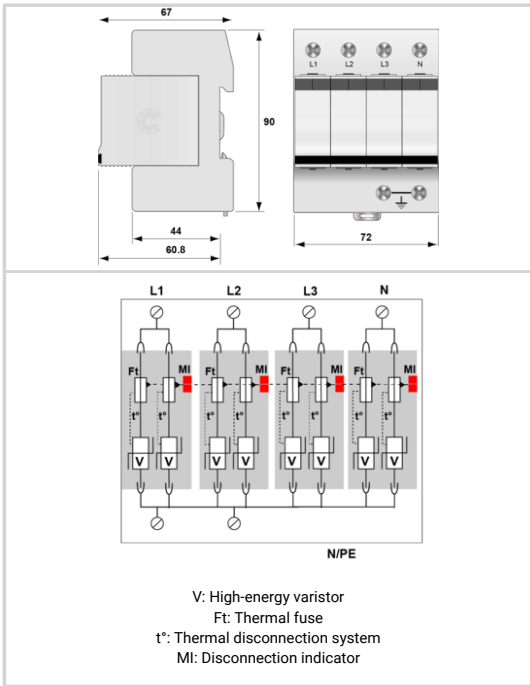 67
L1 L2 L3 N
90
44
60.8
72
L1 L2 L3 N
Ft MI Ft MI Ft MI Ft MI
t° t° t° t° t° t° t° t°
V V V V V V V V
N/PE
V: High-energy varistor
Ft: Thermal fuse
t°: Thermal disconnection system
MI: Disconnection indicator